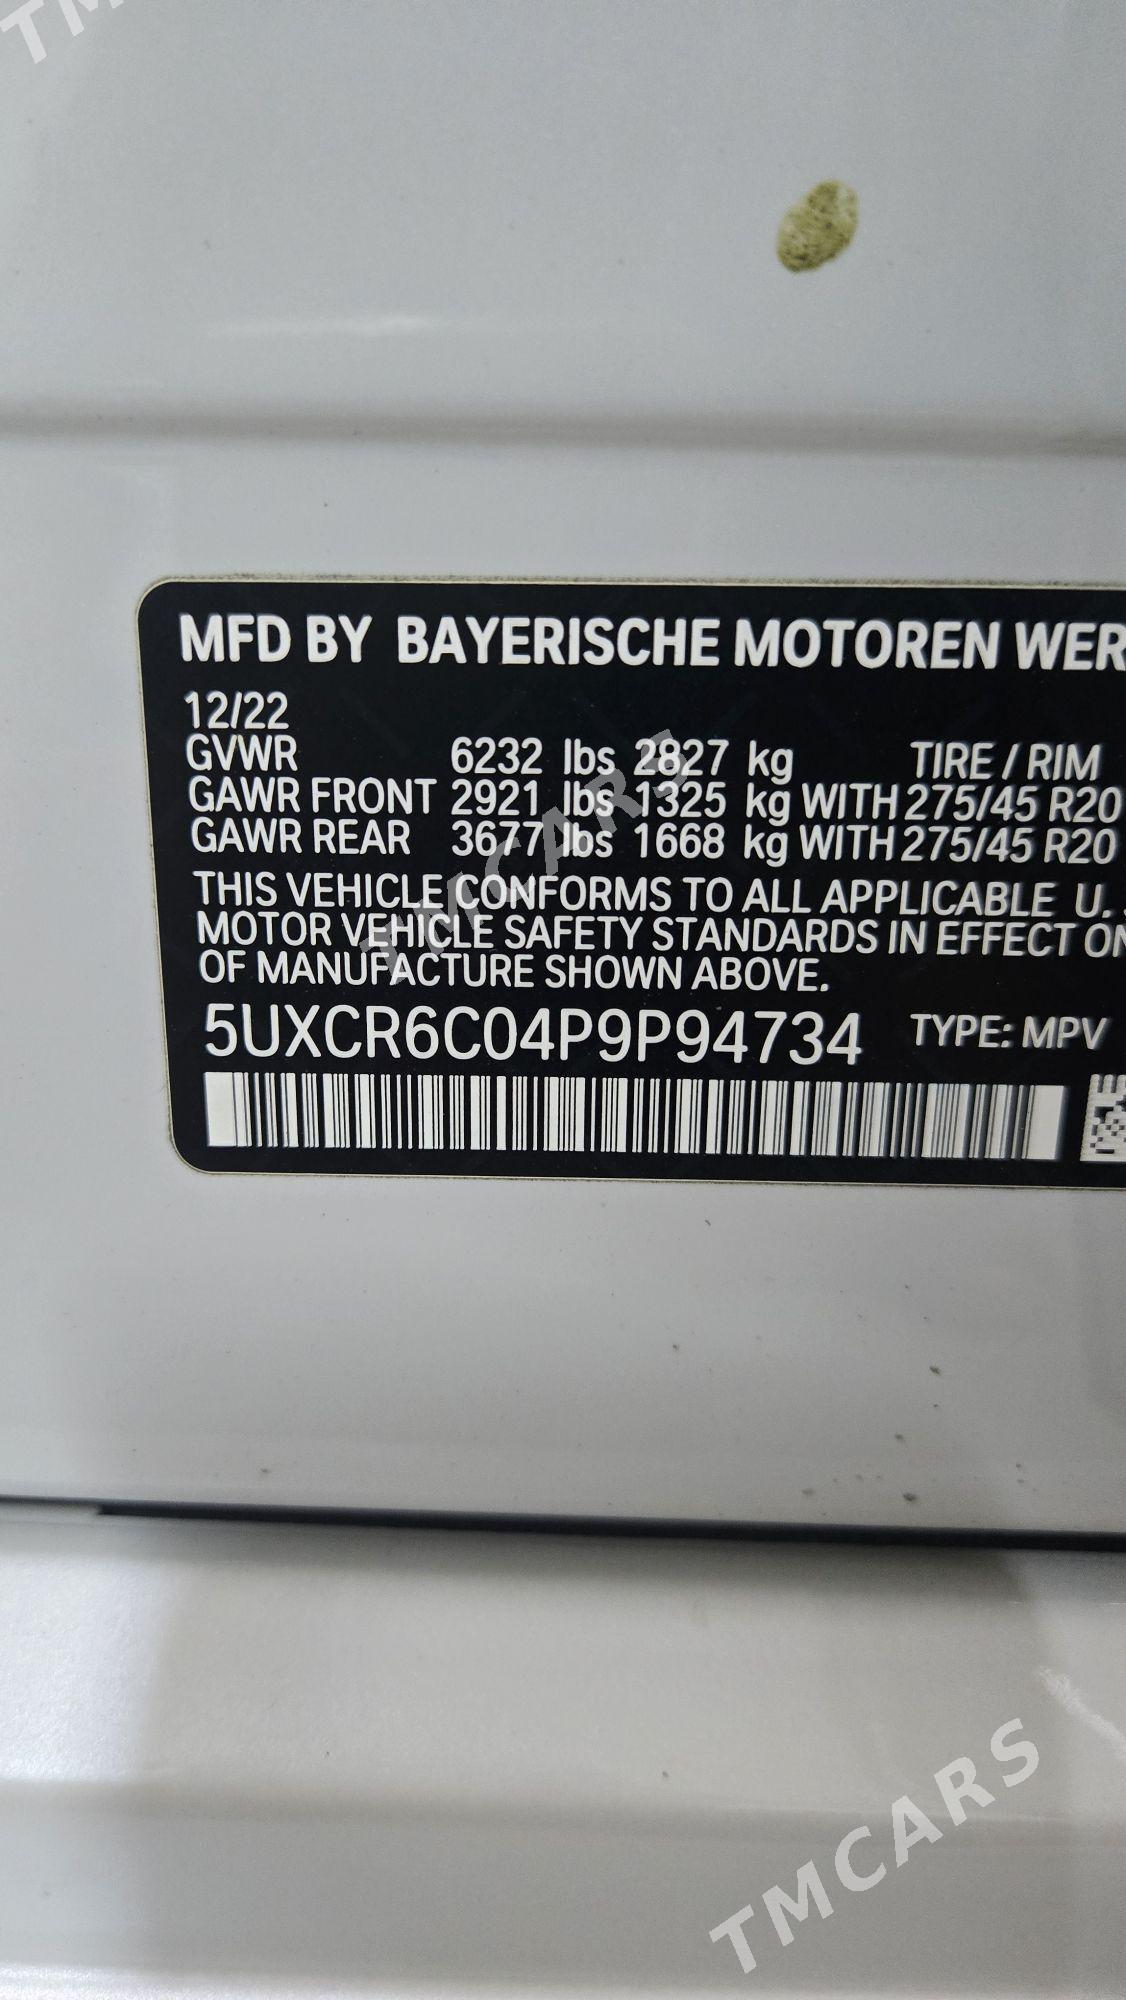 MFD BY BAYERISCHE MOTOREN WER
12/22
GVWR 6232 lbs 2827 kg TIRE / RIM
GAWR FRONT 2921 lbs 1325 kg WITH 275/45 R20
GAWR REAR 3677 lbs 1668 kg WITH 275/45 R20
THIS VEHICLE CONFORMS TO ALL APPLICABLE U.
MOTOR VEHICLE SAFETY STANDARDS IN EFFECT ON
OF MANUFACTURE SHOWN ABOVE.
5UXCR6C04P9P94734 TYPE: MPV
TMCARS
TMCARS